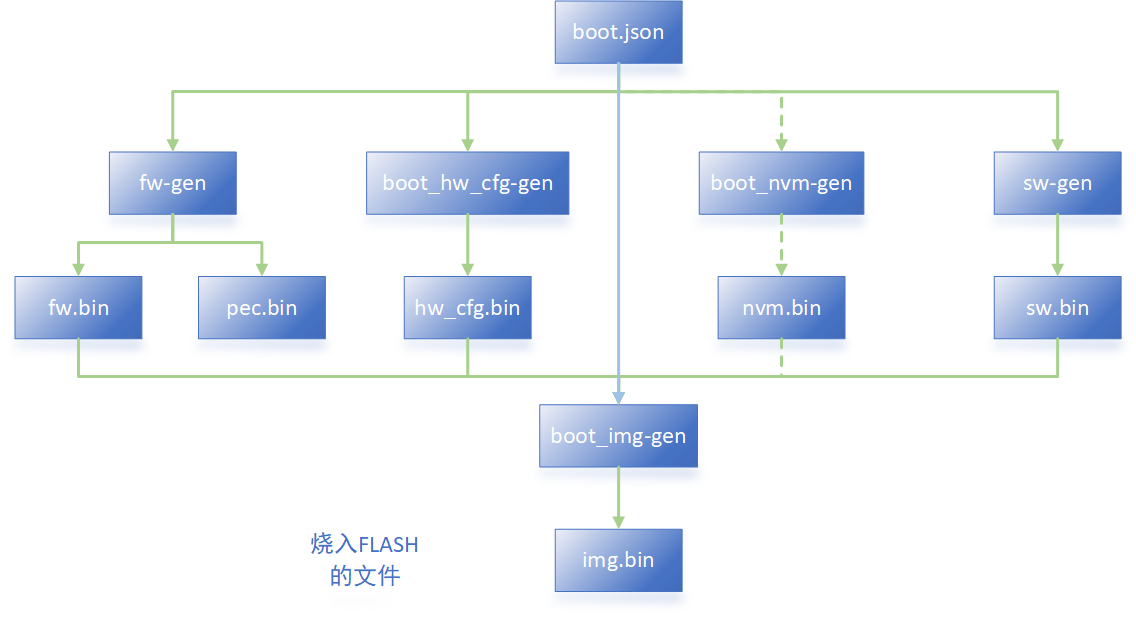 boot.json
fw-gen
boot_hw_cfg-gen
boot_nvm-gen
sw-gen
fw.bin
pec.bin
hw_cfg.bin
nvm.bin
sw.bin
boot_img-gen
烧入FLASH
的文件
img.bin